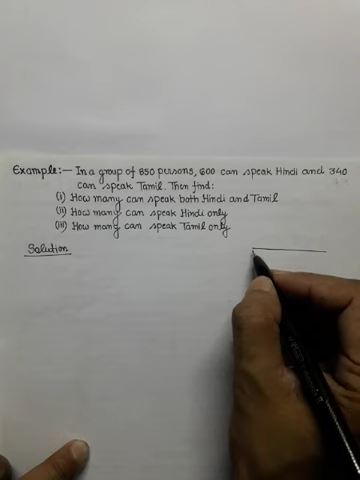 Example:— In a group of 850 persons, 600 can speak Hindi and 340
can speak Tamil. Then find:
(i) How many can speak both Hindi and Tamil
(ii) How many can speak Hindi only
(iii) How many can speak Tamil only
Solution